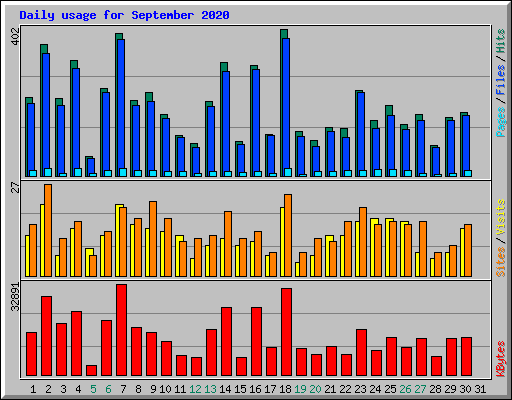 Daily usage for September 2020
402
Pages / Files / Hits
27
Sites / Visits
32891
KBytes
1 2 3 4 5 6 7 8 9 10 11 12 13 14 15 16 17 18 19 20 21 22 23 24 25 26 27 28 29 30 31